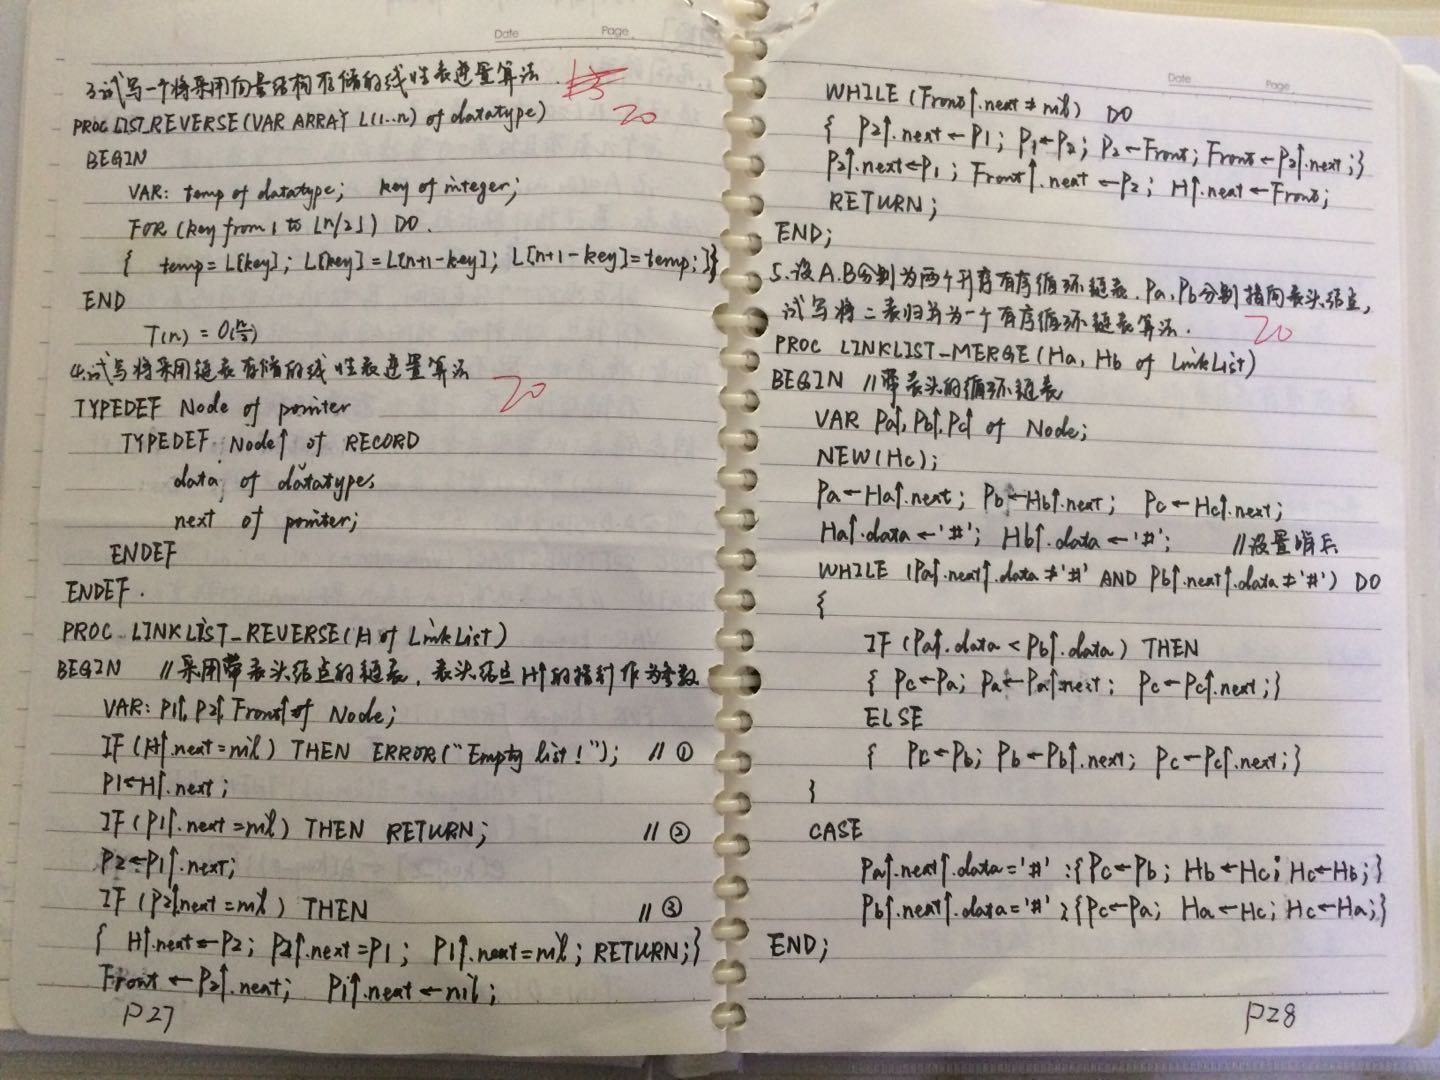 Date Page
3.试写一个将采用向量结构存储的线性表逆置算法.
20
PROC LIST_REVERSE(VAR ARRAY L(1..n) of datatype)
BEGIN
VAR: temp of datatype; key of integer;
FOR (key from 1 to ⌊n/2⌋) DO.
{ temp=L[key]; L[key]=L[n+1-key]; L[n+1-key]=temp;}
END
T(n) = O(n/2)
4.试写将采用链表存储的线性表逆置算法
20
TYPEDEF Node of pointer
TYPEDEF Node↑ of RECORD
data of datatype;
next of pointer;
ENDEF
ENDEF.
PROC LINKLIST_REVERSE(H of LinkList)
BEGIN //采用带表头结点的链表,表头结点H↑的指针作为参数
VAR: P1↑, P2↑, Front↑ of Node;
IF(H↑.next=nil) THEN ERROR("Empty list!"); // ①
P1←H↑.next;
IF(P1↑.next=nil) THEN RETURN; // ②
P2←P1↑.next;
IF(P2↑.next=nil) THEN // ③
{ H↑.next←P2; P2↑.next=P1; P1↑.next=nil; RETURN;}
Front←P2↑.next; P1↑.next←nil;
P27
Date Page
WHILE(Front↑.next≠nil) DO
{ P2↑.next←P1; P1←P2; P2←Front; Front←P2↑.next;}
P2↑.next←P1; Front↑.next←P2; H↑.next←Front;
RETURN;
END;
5.设A.B分别为两个升序有序循环链表.Pa,Pb分别指向表头结点,
试写将二表归并为一个有序循环链表算法.
20
PROC LINKLIST_MERGE(Ha, Hb of LinkList)
BEGIN //带表头的循环链表
VAR Pa↑, Pb↑, Pc↑ of Node;
NEW(Hc);
Pa←Ha↑.next; Pb←Hb↑.next; Pc←Hc↑.next;
Ha↑.data←'#'; Hb↑.data←'#'; //设置哨兵
WHILE (Pa↑.next↑.data≠'#' AND Pb↑.next↑.data≠'#') DO
{
IF (Pa↑.data<Pb↑.data) THEN
{ Pc←Pa; Pa←Pa↑.next; Pc←Pc↑.next;}
ELSE
{ Pc←Pb; Pb←Pb↑.next; Pc←Pc↑.next;}
}
CASE
Pa↑.next↑.data='#':{Pc←Pb; Hb←Hc; Hc←Hb;}
Pb↑.next↑.data='#':{Pc←Pa; Ha←Hc; Hc←Ha;}
END;
P28